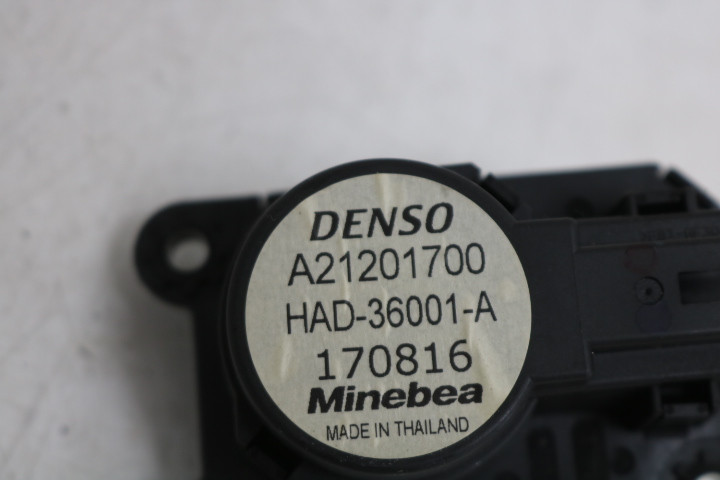 DENSO
A21201700
HAD-36001-A
170816
Minebea
MADE IN THAILAND